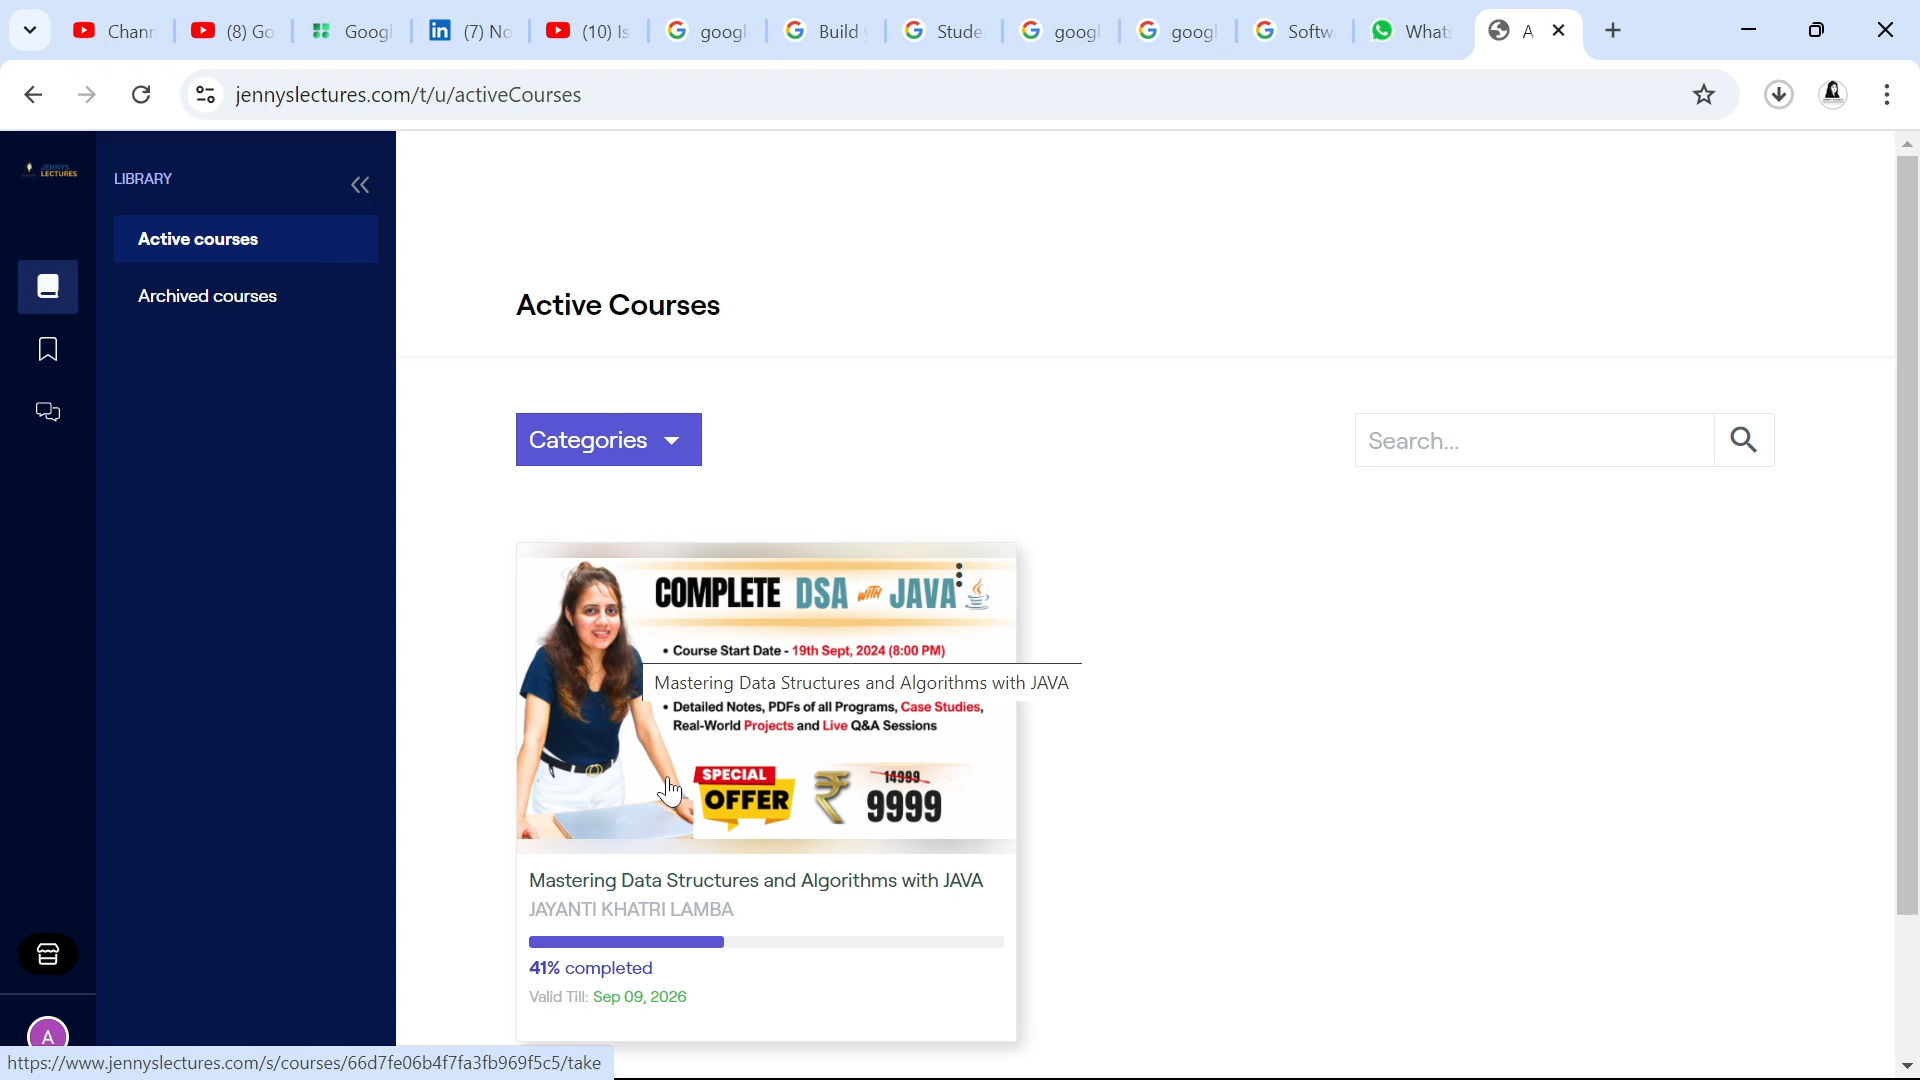 Chan
(8) Go
Googl
(7) No
(10) Is
googl
Build
Stude
googl
googl
Softw
What
A
jennyslectures.com/t/u/activeCourses
JENNYS
LECTURES
LIBRARY
Active courses
Archived courses
Active Courses
Categories
Search...
COMPLETE DSA WITH JAVA
• Course Start Date - 19th Sept, 2024 (8:00 PM)
Mastering Data Structures and Algorithms with JAVA
• Detailed Notes, PDFs of all Programs, Case Studies,
Real-World Projects and Live Q&A Sessions
SPECIAL
OFFER
₹ 14999
9999
Mastering Data Structures and Algorithms with JAVA
JAYANTI KHATRI LAMBA
41% completed
Valid Till: Sep 09, 2026
A
https://www.jennyslectures.com/s/courses/66d7fe06b4f7fa3fb969f5c5/take